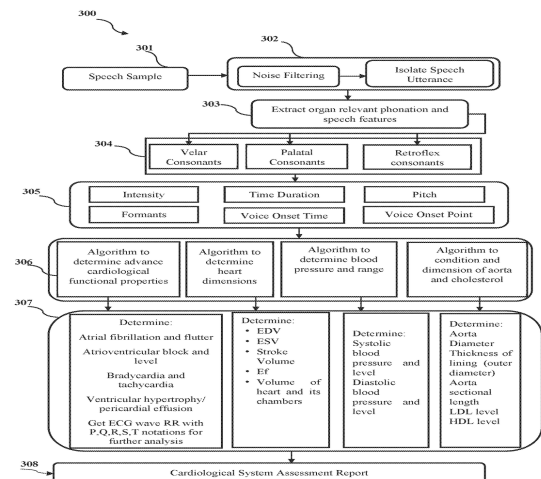 300
301
302
Speech Sample
Noise Filtering
Isolate Speech
Utterance
303
Extract organ relevant phonation and
speech features
304
Velar
Consonants
Palatal
Consonants
Retroflex
consonants
305
Intensity
Time Duration
Pitch
Formants
Voice Onset Time
Voice Onset Point
306
Algorithm to
determine advance
cardiological
functional properties
Algorithm to
determine
heart
dimensions
Algorithm to
determine blood
pressure and range
Algorithm to
condition and
dimension of aorta
and cholesterol
307
Determine:
Atrial fibrillation and flutter
Atrioventricular block and
level
Bradycardia and
tachycardia
Ventricular hypertrophy/
pericardial effusion
Get ECG wave RR with
P,Q,R,S,T notations for
further analysis
Determine:
• EDV
• ESV
• Stroke
Volume
• Ef
• Volume of
heart and its
chambers
Determine:
Systolic
blood
pressure and
level
Diastolic
blood
pressure and
level
Determine:
Aorta
Diameter
Thickness of
lining (outer
diameter)
Aorta
sectional
length
LDL level
HDL level
308
Cardiological System Assessment Report